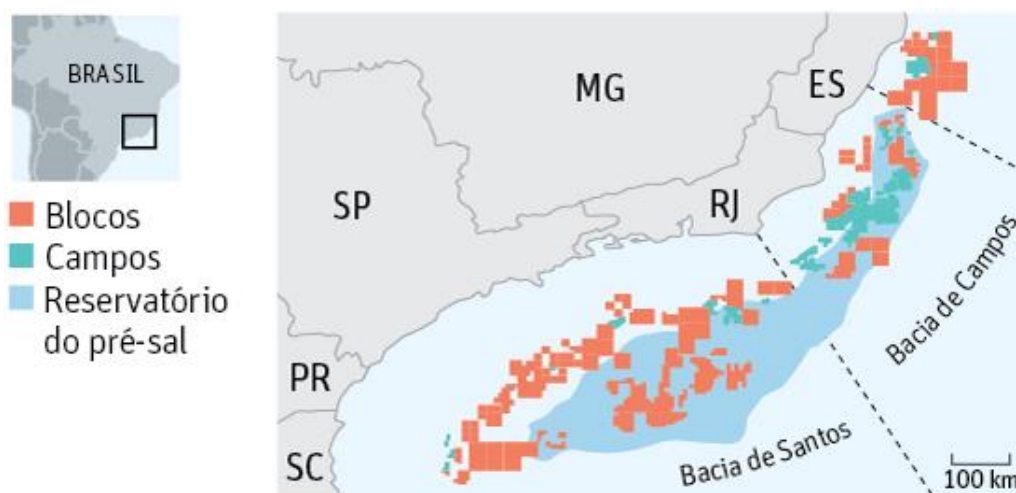 BRASIL
Blocos
Campos
Reservatório
do pré-sal
MG
ES
SP
RJ
PR
SC
Bacia de Campos
Bacia de Santos
100 km